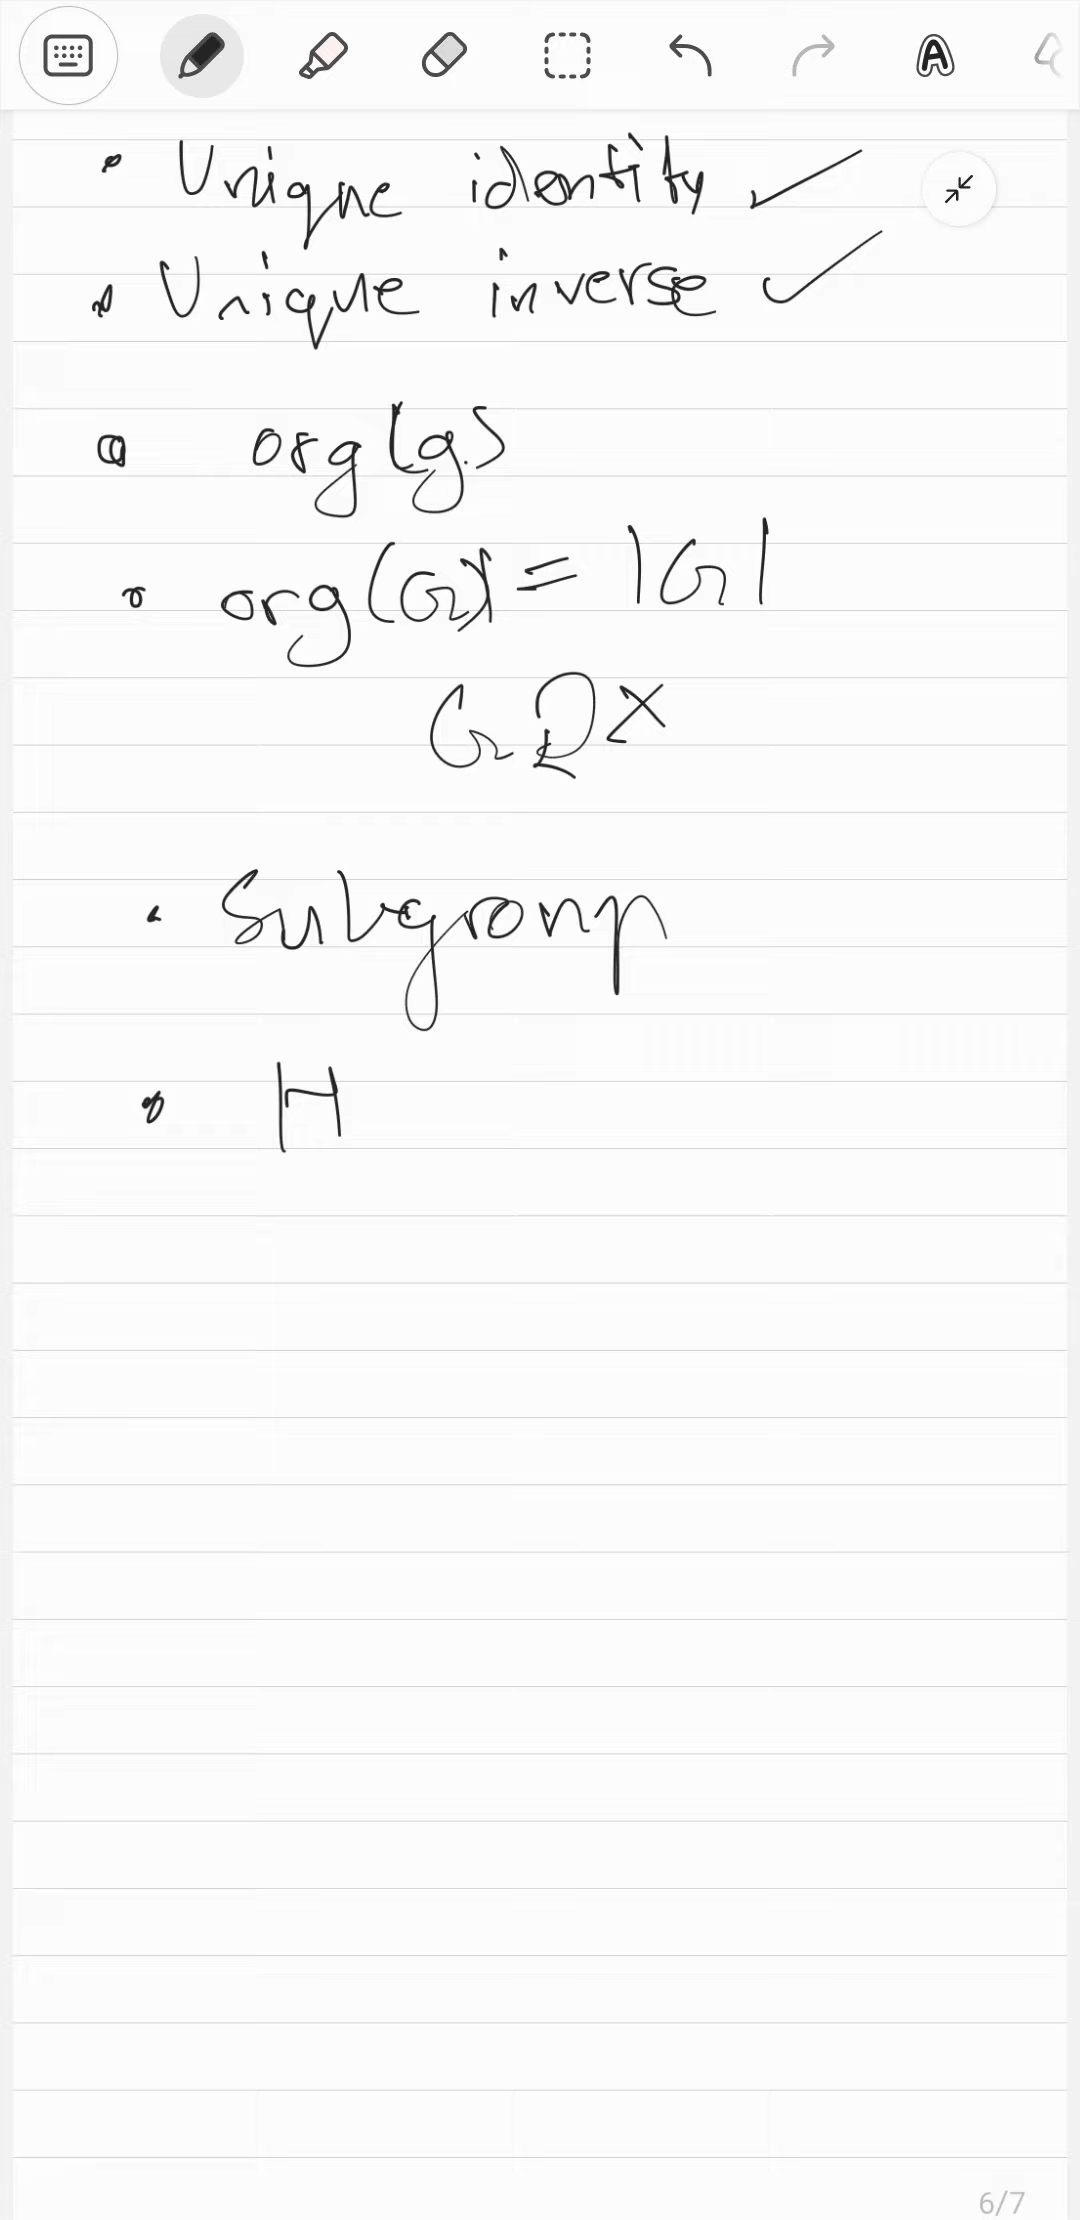 • Unique identity ✓
• Unique inverse ✓
• org(g)
• org(G) = |G|
G ⊋ X
• Subgroup
• H
6/7